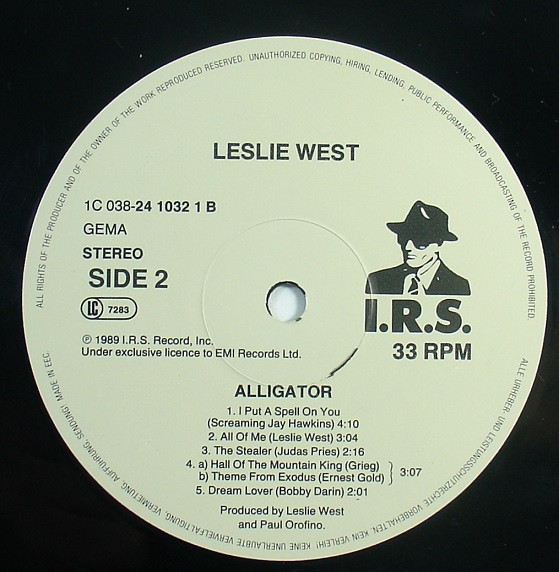 ALL RIGHTS OF THE PRODUCER AND OF THE OWNER OF THE WORK REPRODUCED RESERVED. UNAUTHORIZED COPYING, HIRING, LENDING, PUBLIC PERFORMANCE AND BROADCASTING OF THE RECORD PROHIBITED.
LESLIE WEST
1C 038-24 1032 1 B
GEMA
STEREO
SIDE 2
LC 7283
I.R.S.
33 RPM
℗ 1989 I.R.S. Record, Inc.
Under exclusive licence to EMI Records Ltd.
ALLIGATOR
1. I Put A Spell On You
(Screaming Jay Hawkins) 4:10
2. All Of Me (Leslie West) 3:04
3. The Stealer (Judas Pries) 2:16
4. a) Hall Of The Mountain King (Grieg)
b) Theme From Exodus (Ernest Gold) } 3:07
5. Dream Lover (Bobby Darin) 2:01
Produced by Leslie West
and Paul Orofino.
ALLE URHEBER- UND LEISTUNGSSCHUTZRECHTE VORBEHALTEN. KEIN VERLEIH! KEINE UNERLAUBTE VERVIELFÄLTIGUNG, VERMIETUNG, AUFFÜHRUNG, SENDUNG! MADE IN EEC.